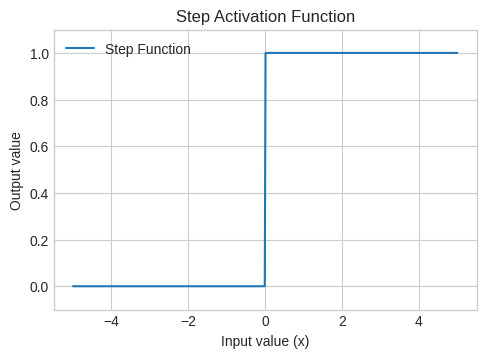 Step Activation Function
Step Function
Output value
1.0
0.8
0.6
0.4
0.2
0.0
−4
−2
0
2
4
Input value (x)